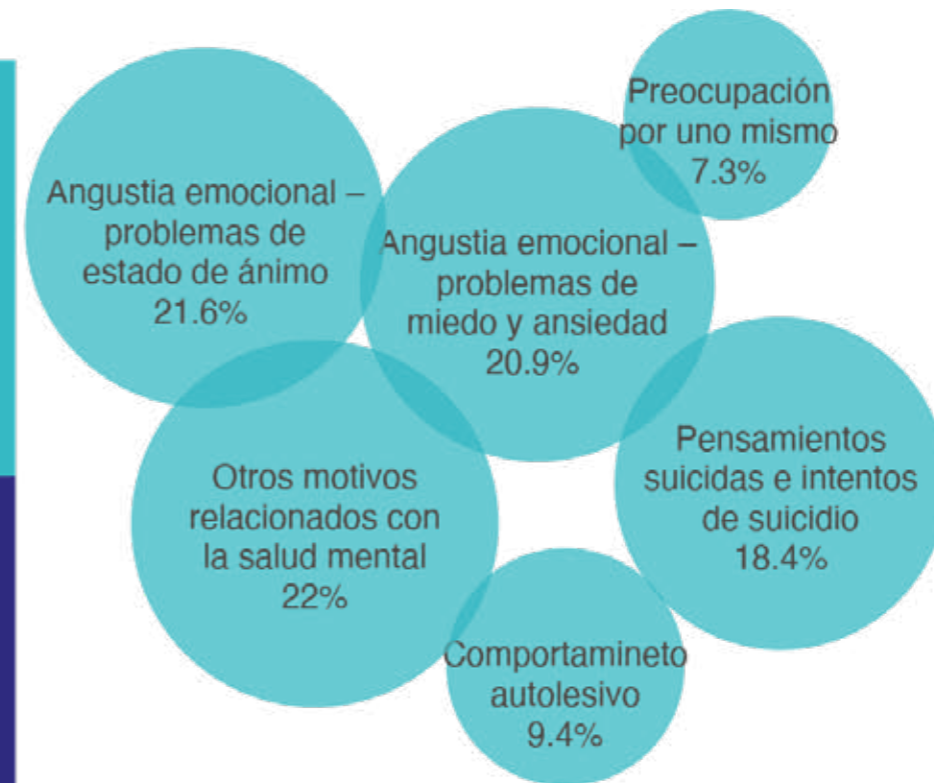 Preocupación
por uno mismo
7.3%
Angustia emocional –
problemas de
estado de ánimo
21.6%
Angustia emocional –
problemas de
miedo y ansiedad
20.9%
Pensamientos
suicidas e intentos
de suicidio
18.4%
Otros motivos
relacionados con
la salud mental
22%
Comportamineto
autolesivo
9.4%